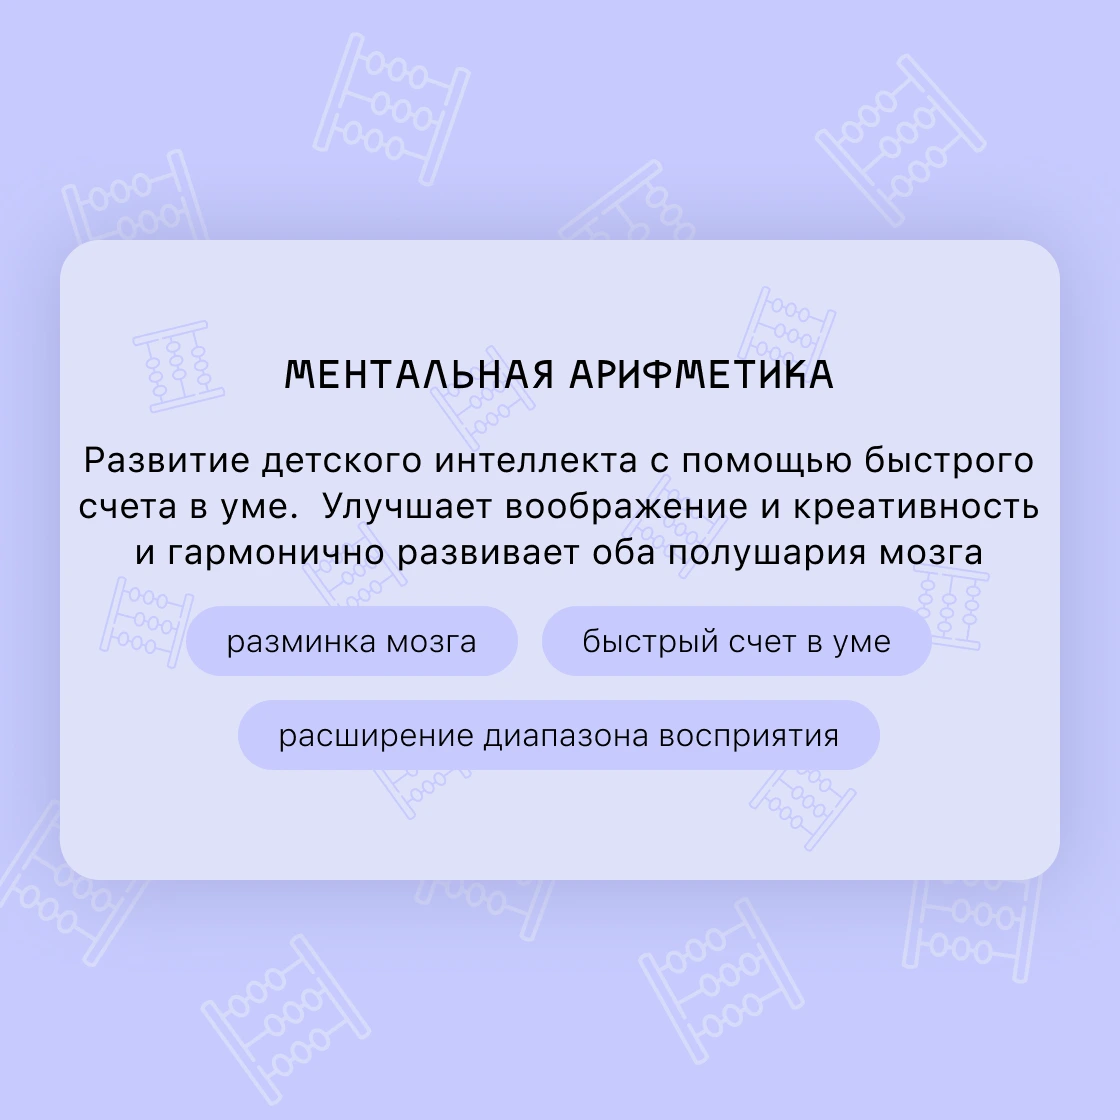 МЕНТАЛЬНАЯ АРИФМЕТИКА
Развитие детского интеллекта с помощью быстрого
счета в уме.  Улучшает воображение и креативность
и гармонично развивает оба полушария мозга
разминка мозга
быстрый счет в уме
расширение диапазона восприятия